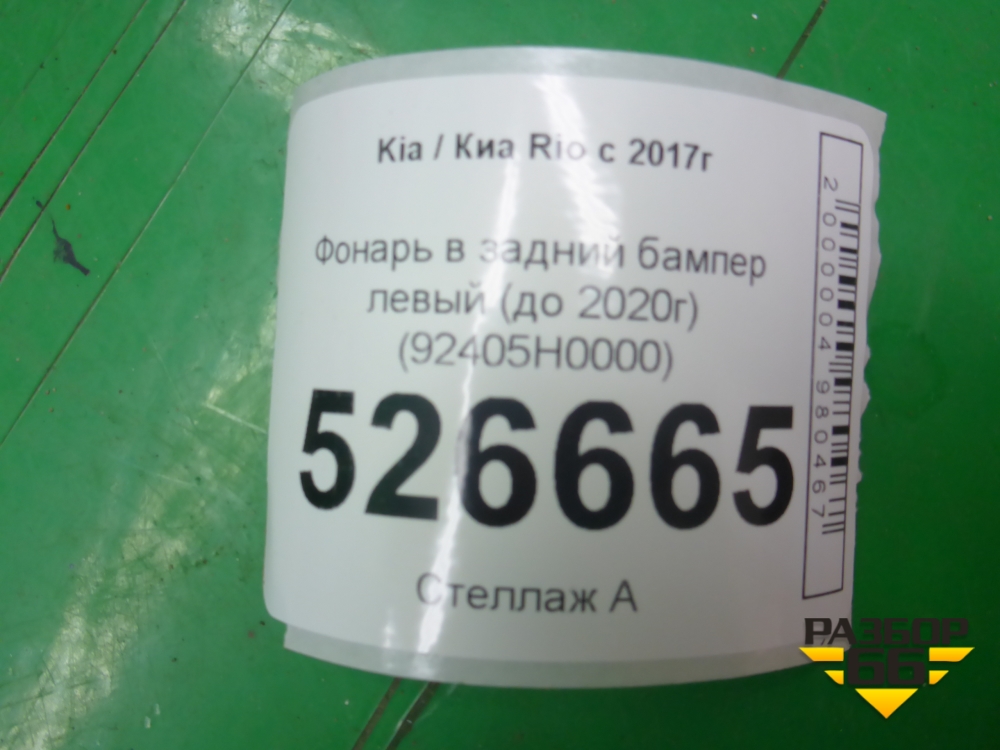 Kia / Киа Rio с 2017г
Фонарь в задний бампер
левый (до 2020г)
(92405H0000)
526665
Стеллаж А
2000004980467
РАЗБОР
66